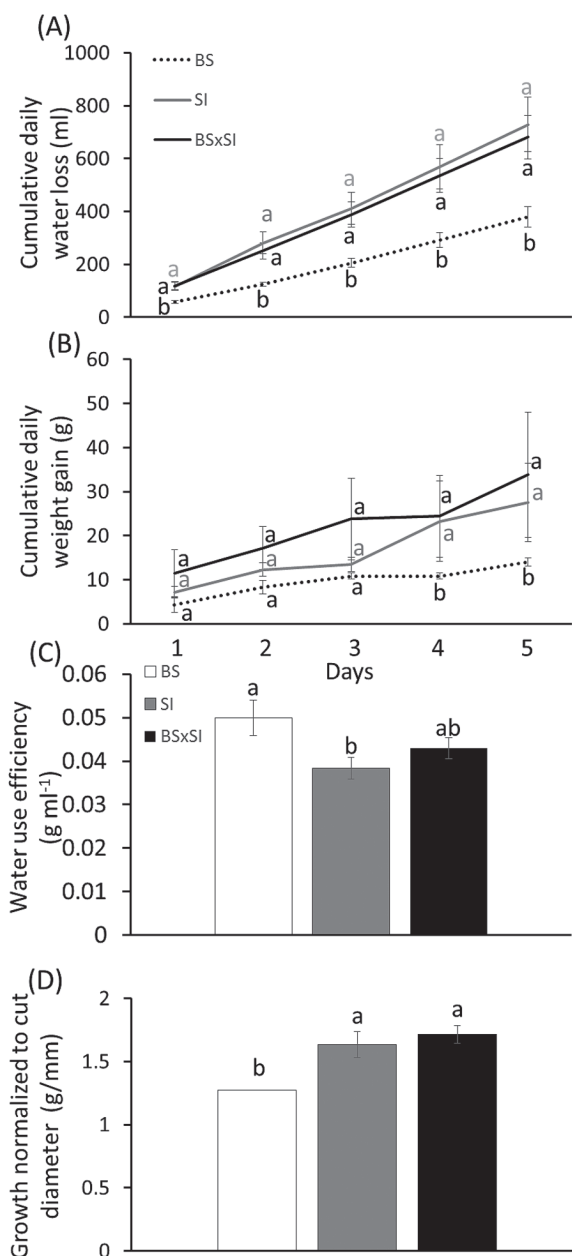 (A)
Cumulative daily
water loss (ml)
1000
800
600
400
200
0
BS
SI
BSxSI
a
a
b
a
a
b
a
a
b
a
a
b
a
a
b
(B)
Cumulative daily
weight gain (g)
60
50
40
30
20
10
0
a
a
a
a
a
a
a
a
a
a
a
b
a
a
b
1 2 3 4 5
Days
(C)
Water use efficiency
(g ml-1)
0.06
0.05
0.04
0.03
0.02
0.01
0
BS
SI
BSxSI
a
b
ab
(D)
Growth normalized to cut
diameter (g/mm)
2
1.5
1
0.5
0
b
a
a